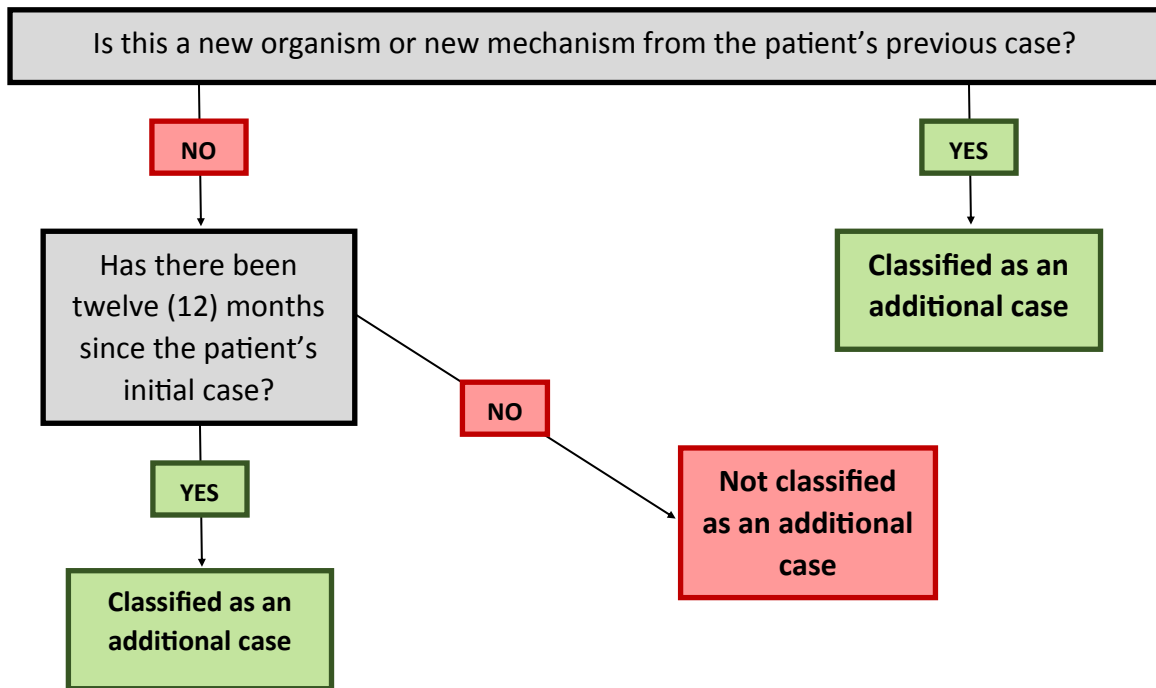 Is this a new organism or new mechanism from the patient's previous case?
NO
YES
Has there been
twelve (12) months
since the patient's
initial case?
Classified as an
additional case
NO
YES
Not classified
as an additional
case
Classified as an
additional case